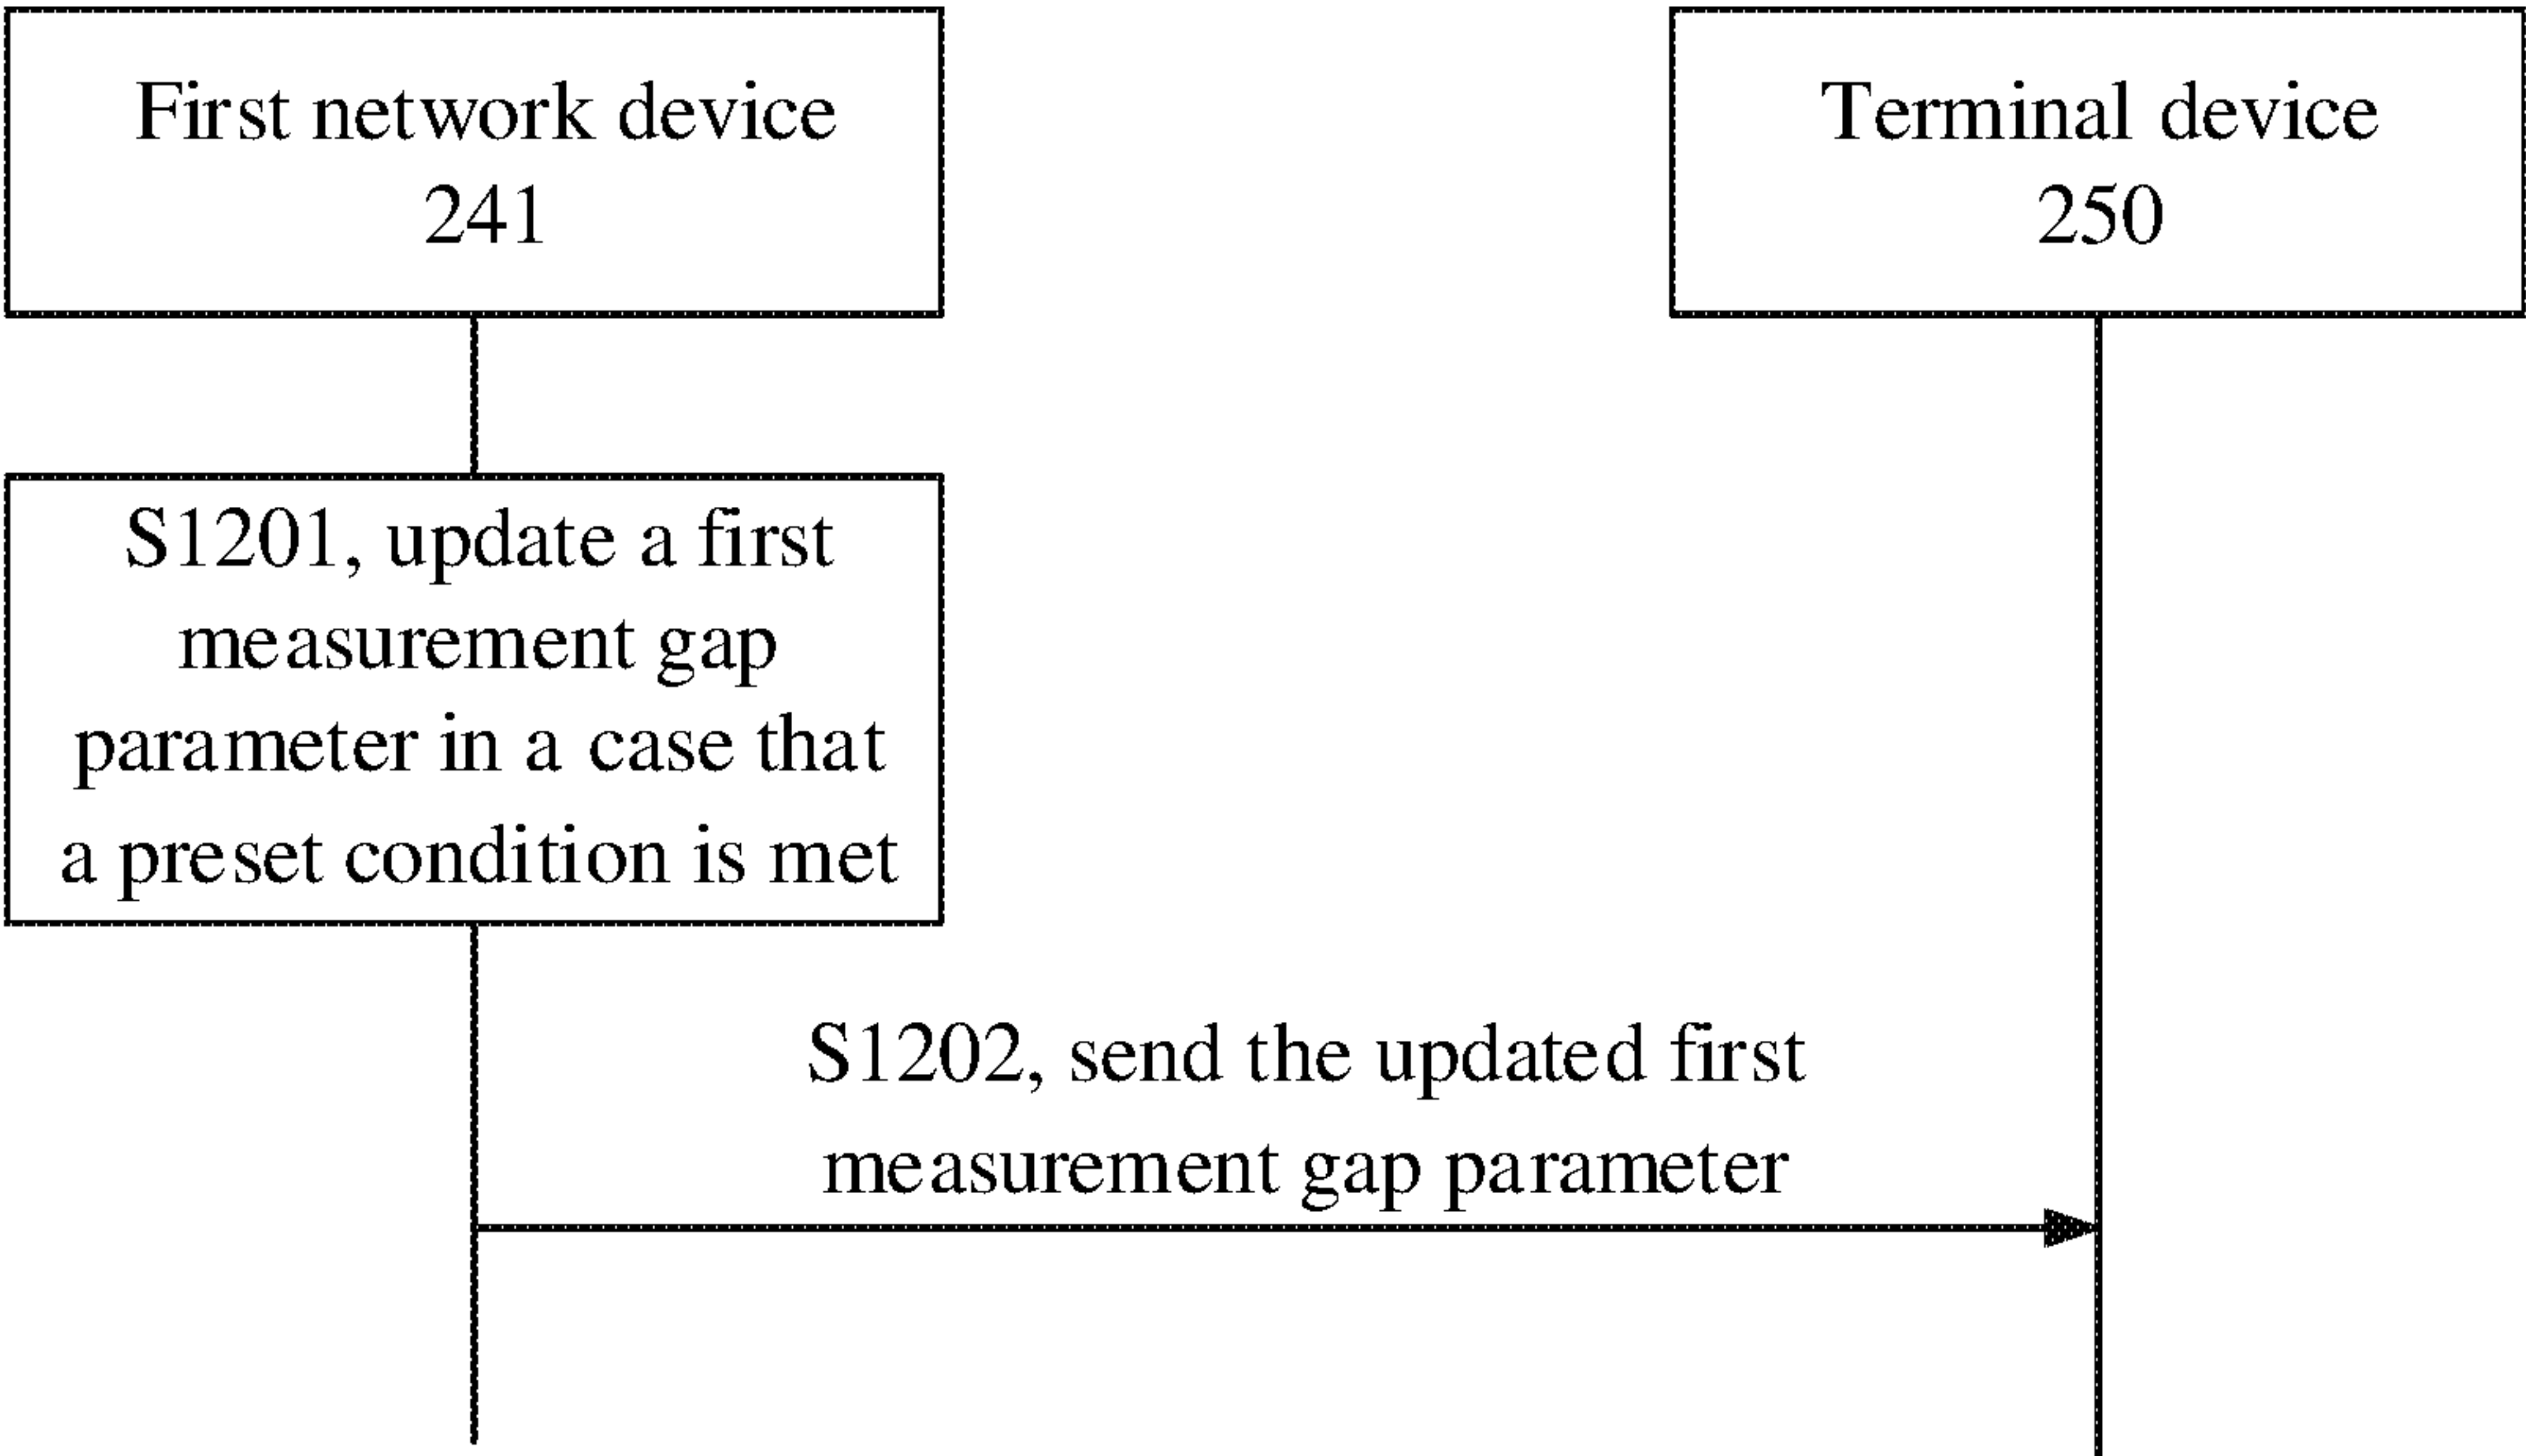 First network device
241
Terminal device
250
S1201, update a first
measurement gap
parameter in a case that
a preset condition is met
S1202, send the updated first
measurement gap parameter